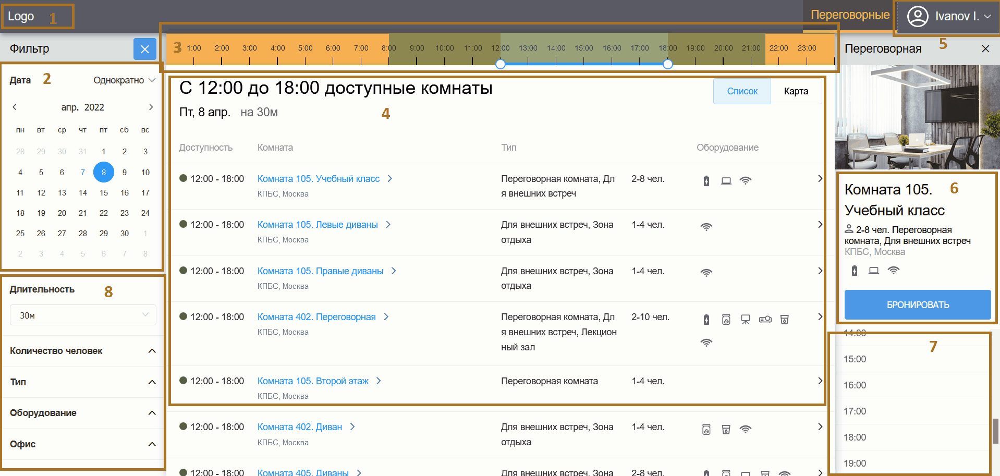 Logo
1
Переговорные
Ivanov I.
5
Фильтр
3
1:00 2:00 3:00 4:00 5:00 6:00 7:00 8:00 9:00 10:00 11:00 12:00 13:00 14:00 15:00 16:00 17:00 18:00 19:00 20:00 21:00 22:00 23:00
Переговорная
Дата
2
Однократно
апр. 2022
пн вт ср чт пт сб вс
28 29 30 31 1 2 3
4 5 6 7 8 9 10
11 12 13 14 15 16 17
18 19 20 21 22 23 24
25 26 27 28 29 30 1
2 3 4 5 6 7 8
Длительность
8
30м
Количество человек
Тип
Оборудование
Офис
С 12:00 до 18:00 доступные комнаты
Список
Карта
Пт, 8 апр. на 30м
4
Доступность Комната Тип Оборудование
12:00 - 18:00 Комната 105. Учебный класс Переговорная комната, Дл 2-8 чел.
КПБС, Москва я внешних встреч
12:00 - 18:00 Комната 105. Левые диваны Для внешних встреч, Зона 1-4 чел.
КПБС, Москва отдыха
12:00 - 18:00 Комната 105. Правые диваны Для внешних встреч, Зона 1-4 чел.
КПБС, Москва отдыха
12:00 - 18:00 Комната 402. Переговорная Переговорная комната, Дл 2-10 чел.
КПБС, Москва я внешних встреч, Лекцион
ный зал
12:00 - 18:00 Комната 105. Второй этаж Переговорная комната 1-4 чел.
КПБС, Москва
12:00 - 18:00 Комната 402. Диван Для внешних встреч, Зона 1-4 чел.
КПБС, Москва отдыха
12:00 - 18:00 Комната 405. Диваны Для внешних встреч, Зона 2-8 чел.
Комната 105.
6
Учебный класс
2-8 чел. Переговорная
комната, Для внешних встреч
КПБС, Москва
БРОНИРОВАТЬ
14:00
7
15:00
16:00
17:00
18:00
19:00